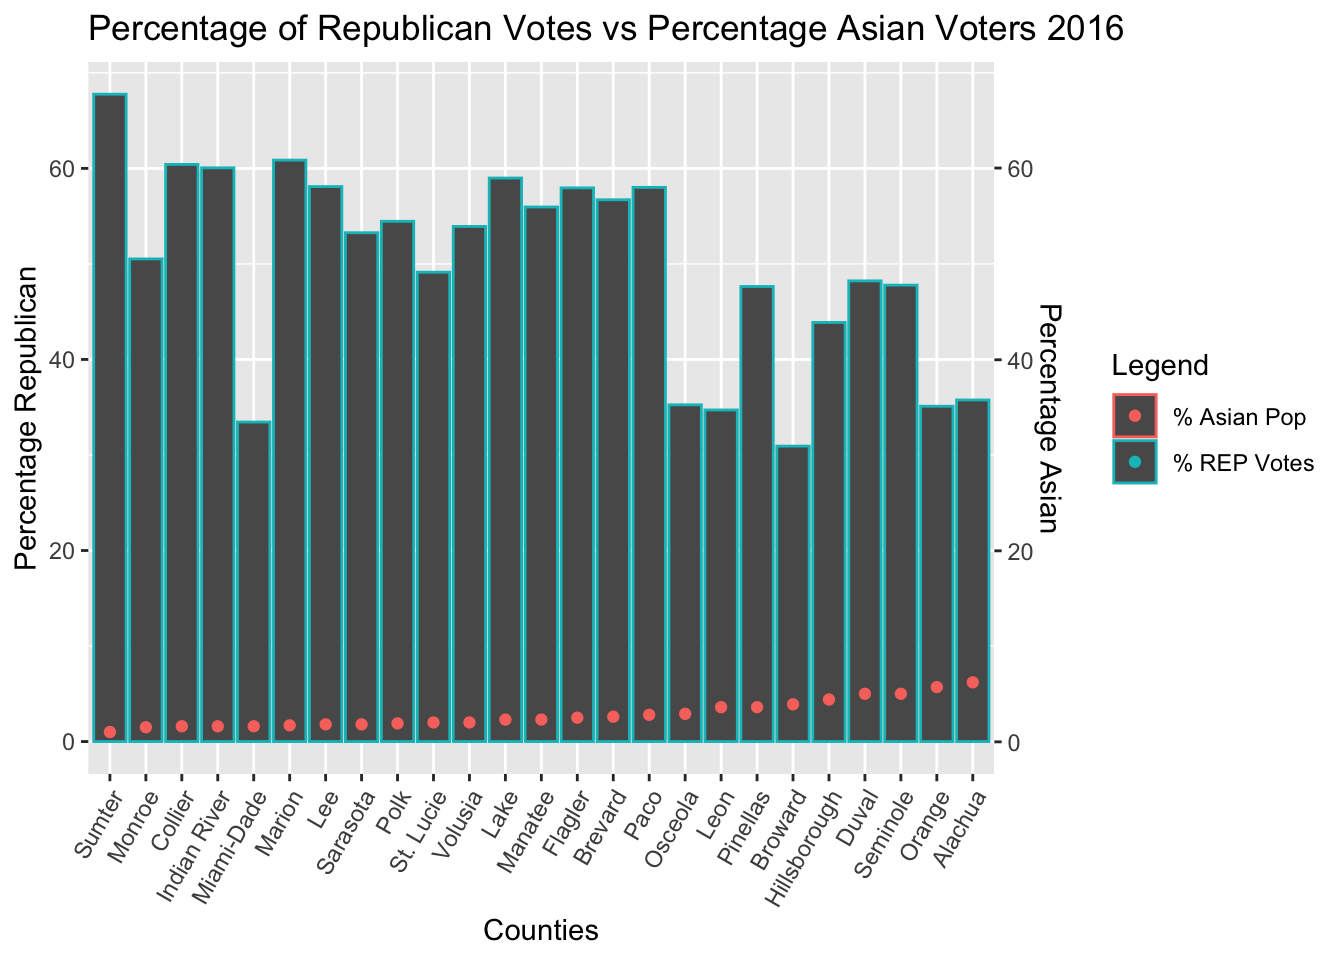 Percentage of Republican Votes vs Percentage Asian Voters 2016
Percentage Republican
60
40
20
0
60
40
20
0
Percentage Asian
Legend
% Asian Pop
% REP Votes
Sumter
Monroe
Collier
Indian River
Miami-Dade
Marion
Lee
Sarasota
Polk
St. Lucie
Volusia
Lake
Manatee
Flagler
Brevard
Paco
Osceola
Leon
Pinellas
Broward
Hillsborough
Duval
Seminole
Orange
Alachua
Counties